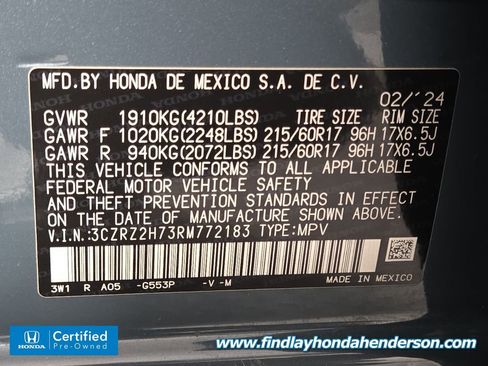 MFD.BY HONDA DE MEXICO S.A. DE C.V.
02/'24
GVWR 1910KG(4210LBS) TIRE SIZE RIM SIZE
GAWR F 1020KG(2248LBS) 215/60R17 96H 17X6.5J
GAWR R 940KG(2072LBS) 215/60R17 96H 17X6.5J
THIS VEHICLE CONFORMS TO ALL APPLICABLE
FEDERAL MOTOR VEHICLE SAFETY
AND THEFT PREVENTION STANDARDS IN EFFECT
ON THE DATE OF MANUFACTURE SHOWN ABOVE.
V.I.N.:3CZRZ2H73RM772183 TYPE:MPV
3W1 R A05 -G553P -V -M
MADE IN MEXICO
HONDA
Certified
Pre-Owned
www.findlayhondahenderson.com